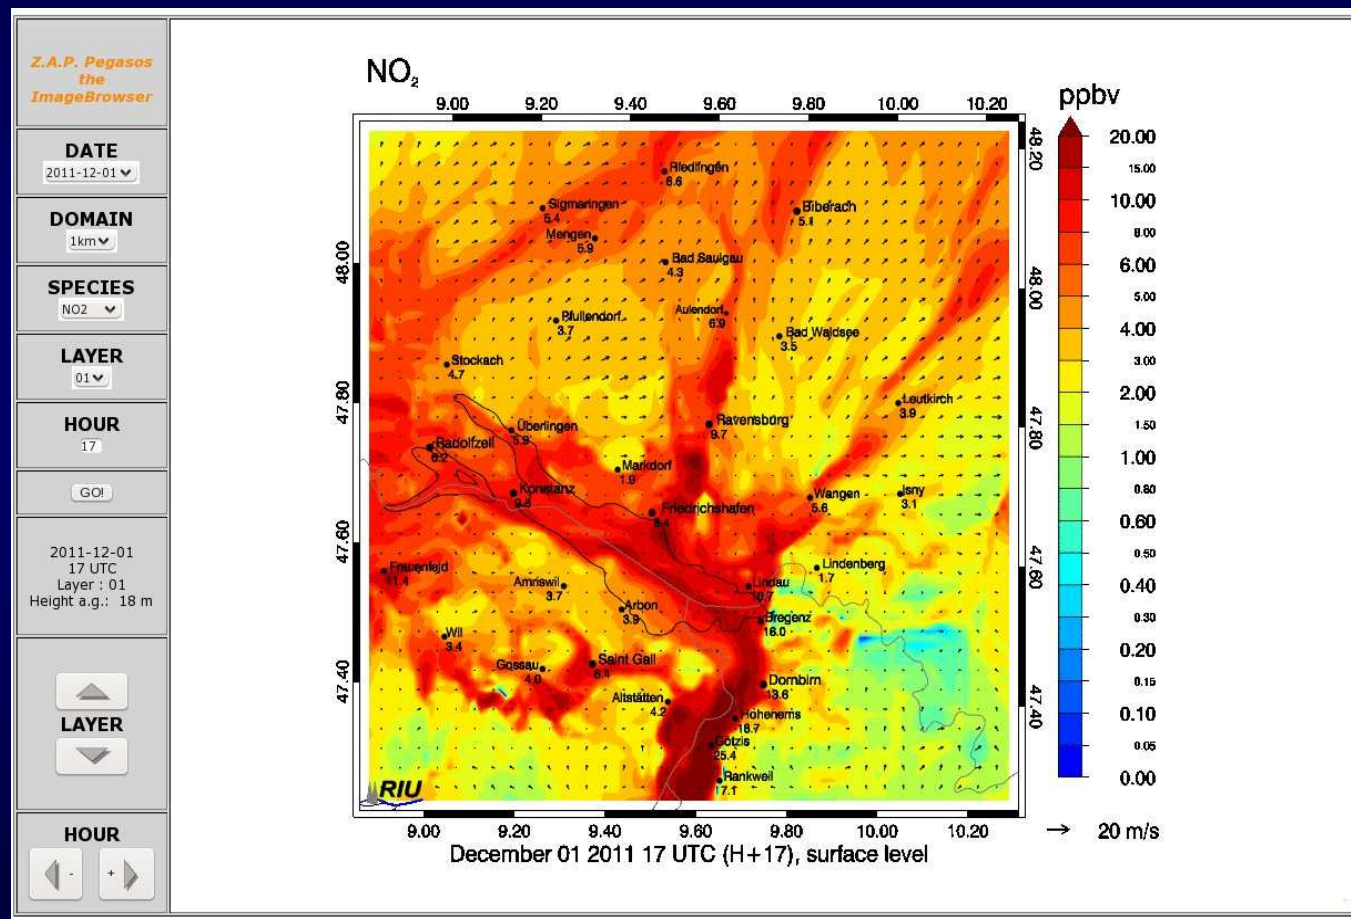 Z.A.P. Pegasos
the
ImageBrowser
DATE
2011-12-01
DOMAIN
1km
SPECIES
NO2
LAYER
01
HOUR
17
GO!
2011-12-01
17 UTC
Layer : 01
Height a.g.: 18 m
LAYER
HOUR
-
+
NO2
9.00 9.20 9.40 9.60 9.80 10.00 10.20
48.00
47.80
47.60
47.40
48.20
48.00
47.80
47.60
47.40
Riedlingen
6.6
Sigmaringen
5.4
Biberach
5.1
Mengen
5.9
Bad Saulgau
4.3
Pfullendorf
3.7
Aulendorf
6.9
Bad Waldsee
3.5
Stockach
4.7
Leutkirch
3.9
Überlingen
5.9
Ravensburg
9.7
Radolfzell
6.2
Markdorf
1.9
Konstanz
Wangen
5.6
Isny
3.1
Friedrichshafen
Frauenfeld
11.4
Amriswil
3.7
Lindau
Lindenberg
1.7
Arbon
3.9
Bregenz
16.0
Wil
3.4
Gossau
4.0
Saint Gall
6.4
Dornbirn
13.6
Altstätten
4.2
Hohenems
18.7
Götzis
25.4
Rankweil
7.1
RIU
9.00 9.20 9.40 9.60 9.80 10.00 10.20
December 01 2011 17 UTC (H+17), surface level
ppbv
20.00
15.00
10.00
8.00
6.00
5.00
4.00
3.00
2.00
1.50
1.00
0.80
0.60
0.50
0.40
0.30
0.20
0.15
0.10
0.05
0.00
20 m/s